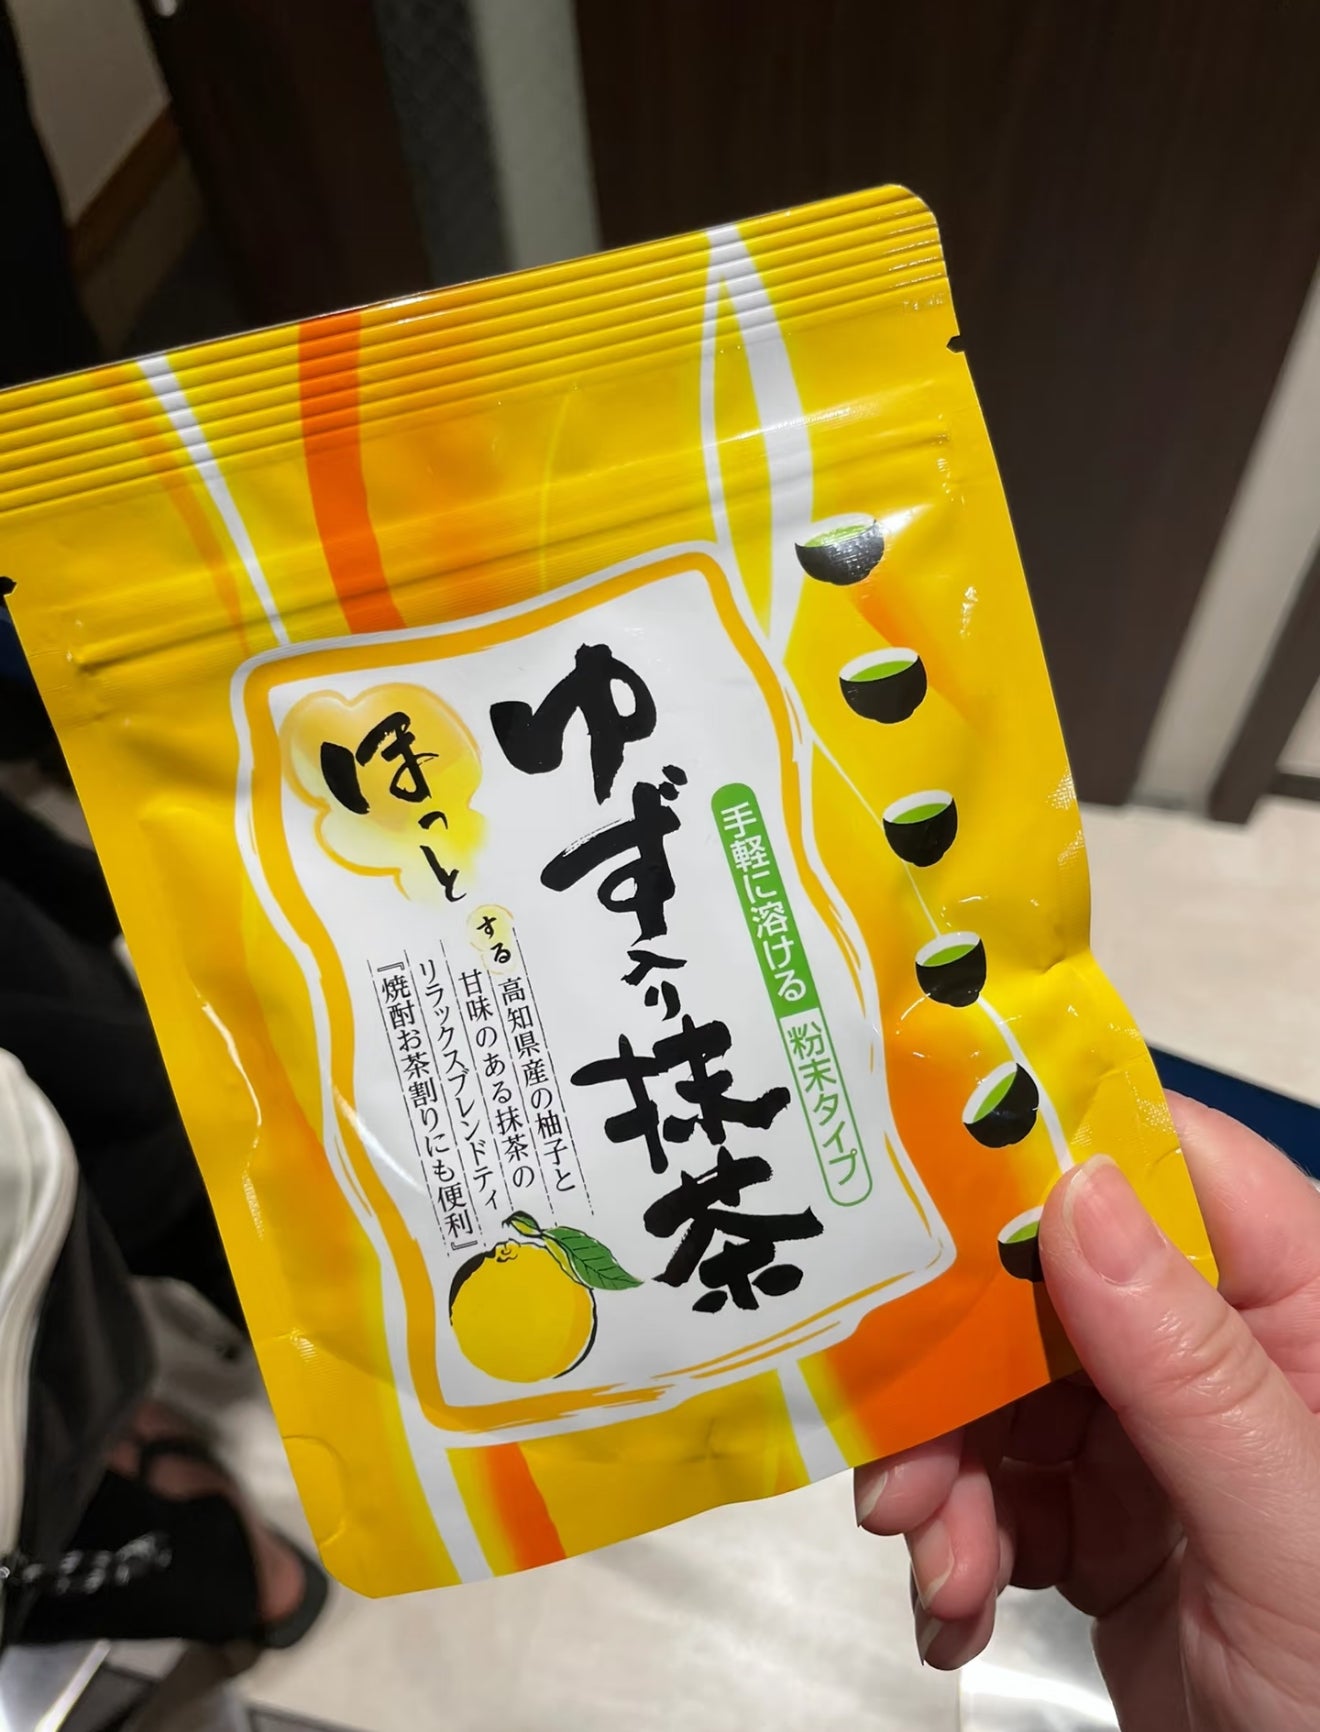 手軽に溶ける 粉末タイプ
ゆず入り抹茶
ほっと
する
高知県産の柚子と
甘味のある抹茶の
リラックスブレンドティ
『焼酎お茶割りにも便利』